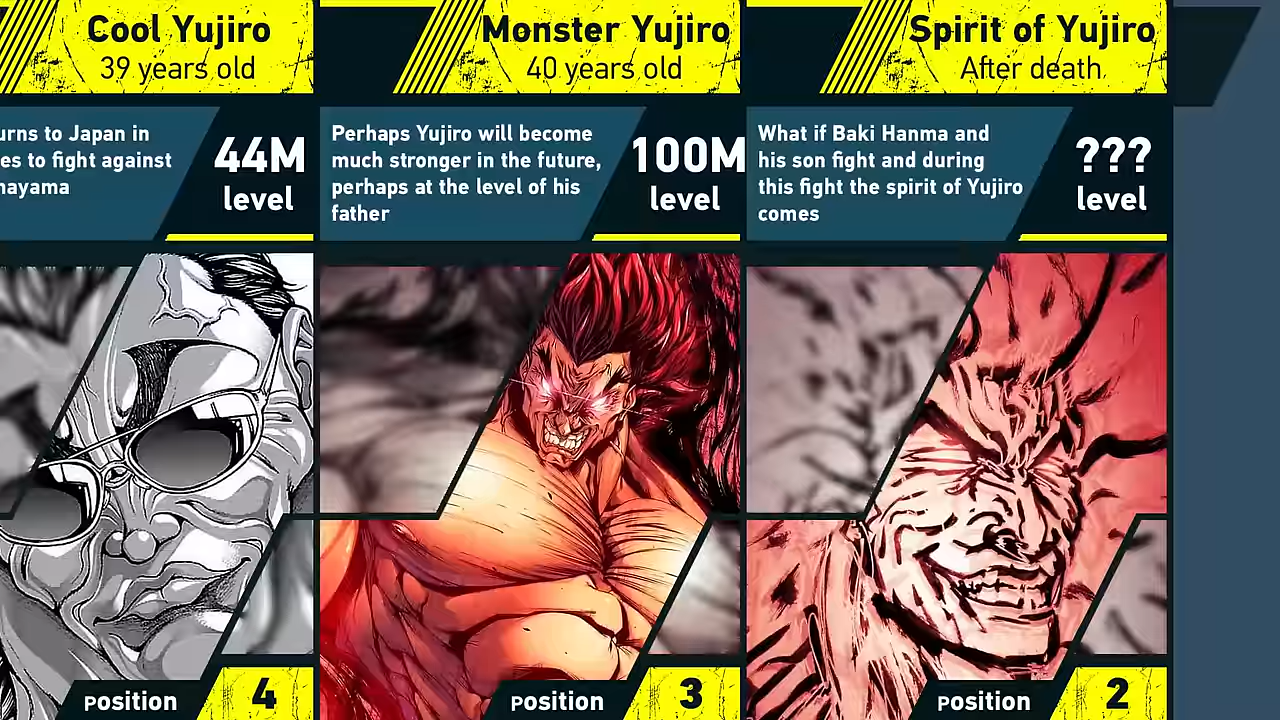 Cool Yujiro
39 years old
urns to Japan in
es to fight against
44M
level
position
4
Monster Yujiro
40 years old
Perhaps Yujiro will become
much stronger in the future,
perhaps at the level of his
father
100M
level
position
3
Spirit of Yujiro
After death
What if Baki Hanma and
his son fight and during
this fight the spirit of Yujiro
comes
???
level
position
2